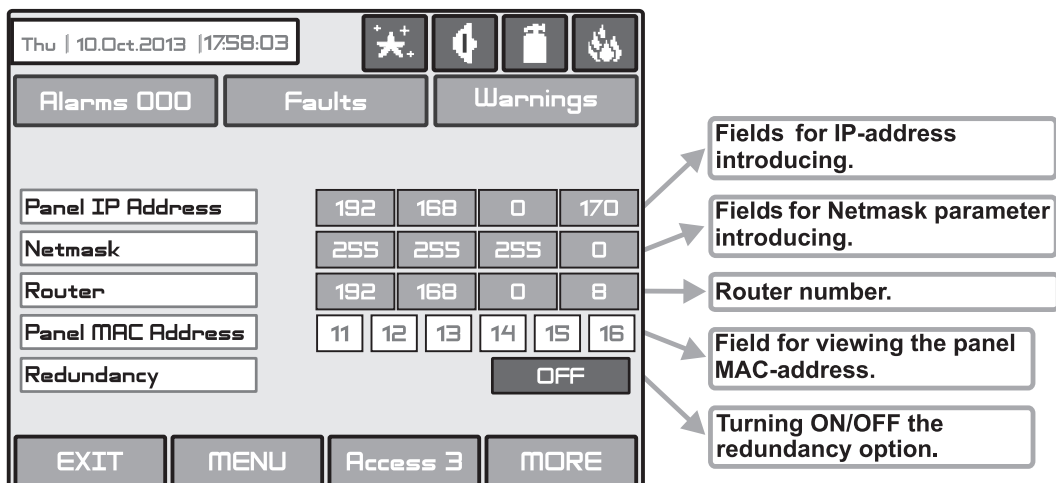 Thu | 10.Oct.2013 |17:58:03
Alarms 000 Faults Warnings
Panel IP Address 192 168 0 170
Netmask 255 255 255 0
Router 192 168 0 8
Panel MAC Address 11 12 13 14 15 16
Redundancy OFF
EXIT MENU Access 3 MORE
Fields for IP-address
introducing.
Fields for Netmask parameter
introducing.
Router number.
Field for viewing the panel
MAC-address.
Turning ON/OFF the
redundancy option.